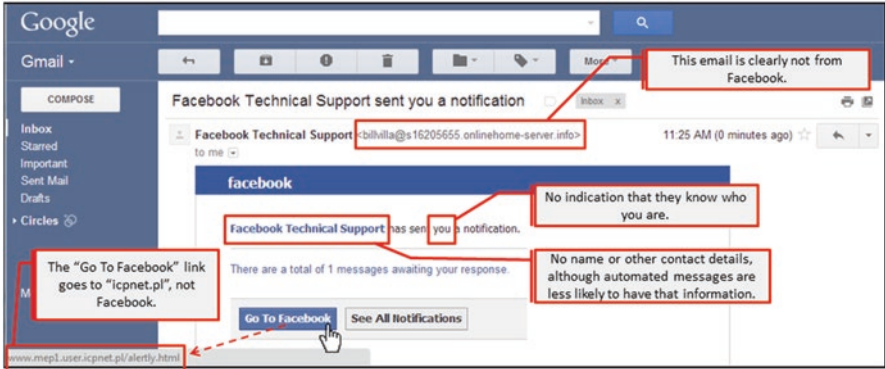 Google
Gmail
More
This email is clearly not from
Facebook.
COMPOSE
Facebook Technical Support sent you a notification
Inbox x
Inbox
Starred
Important
Sent Mail
Drafts
Circles
Facebook Technical Support <billvilla@s16205655.onlinehome-server.info>
11:25 AM (0 minutes ago)
to me
facebook
No indication that they know who
you are.
Facebook Technical Support has sent you a notification.
The “Go To Facebook” link
goes to “icpnet.pl”, not
Facebook.
There are a total of 1 messages awaiting your response.
No name or other contact details,
although automated messages are
less likely to have that information.
Go To Facebook
See All Notifications
www.mep1.user.icpnet.pl/alertly.html